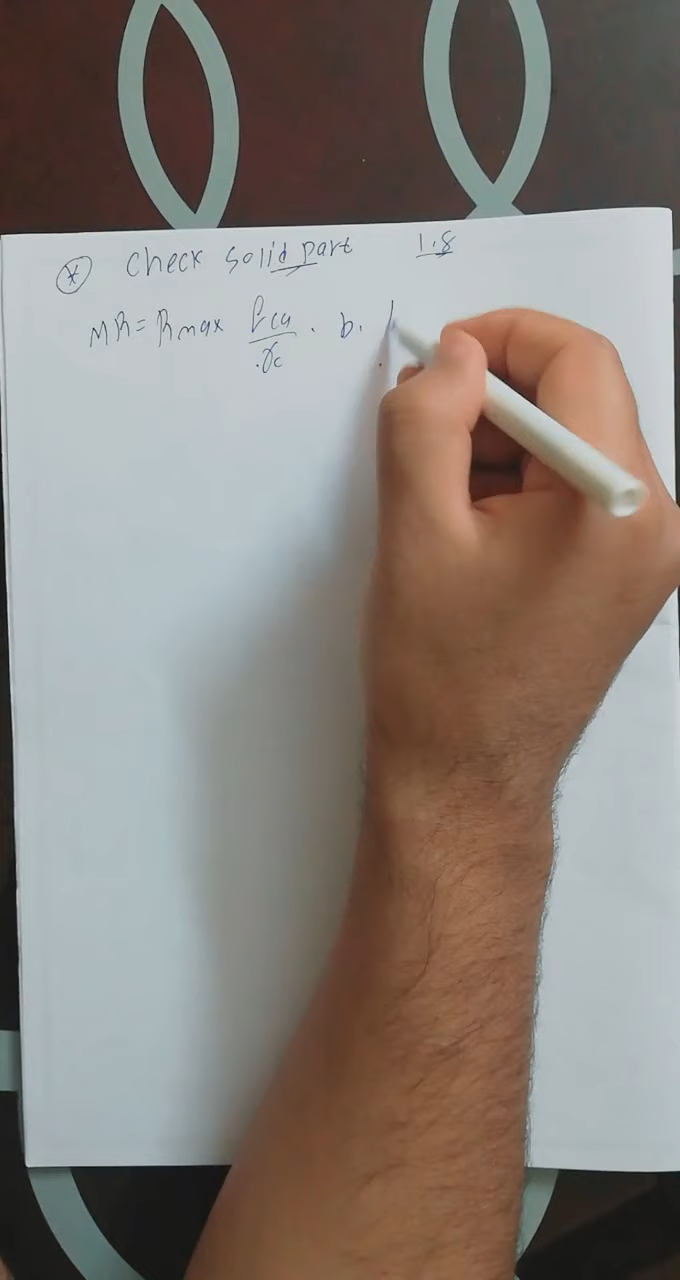 * Check Solid part 1.8
MR = Rmax Fcu/γc . b.